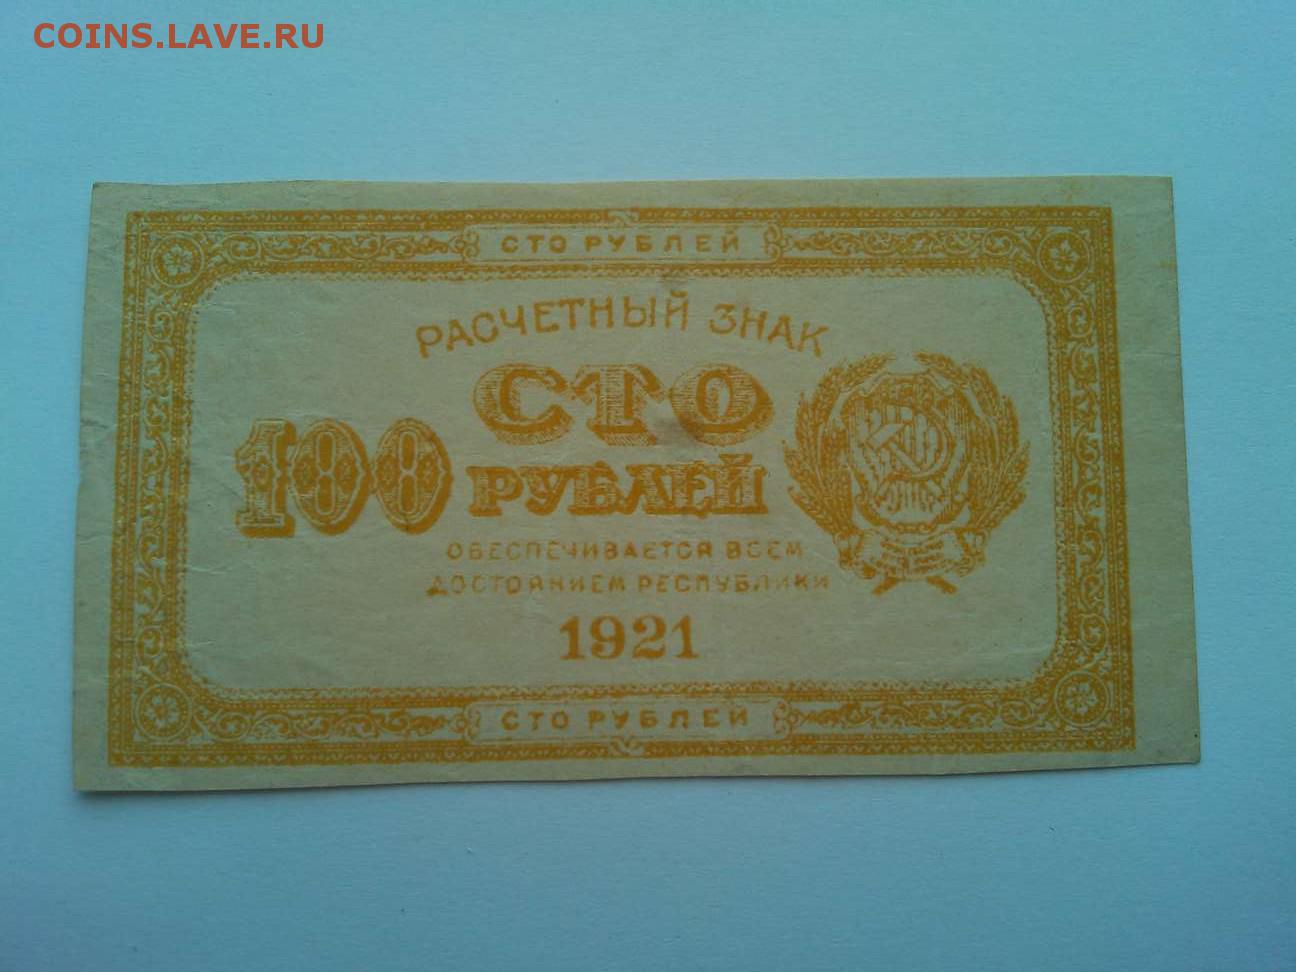 COINS.LAVE.RU
СТО РУБЛЕЙ
РАСЧЕТНЫЙ ЗНАК
СТО
100
РУБЛЕЙ
ОБЕСПЕЧИВАЕТСЯ ВСЕМ
ДОСТОЯНИЕМ РЕСПУБЛИКИ
1921
СТО РУБЛЕЙ